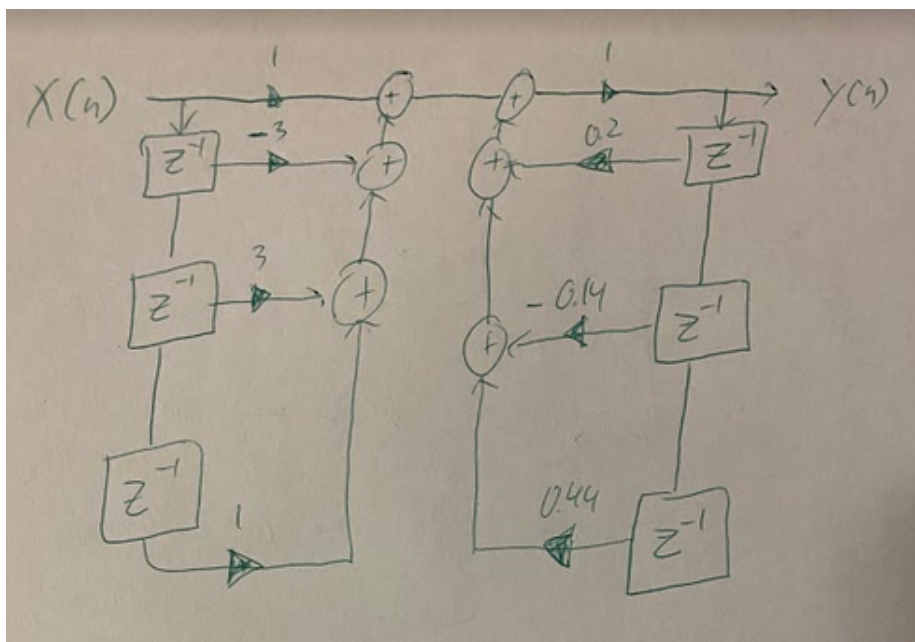 1 1
X(n) + + Y(n)
-3 0.2
z⁻¹ + + z⁻¹
3 -0.14
z⁻¹ + + z⁻¹
z⁻¹ 1 0.44 z⁻¹